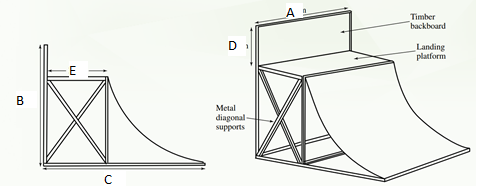 A
Timber
backboard
D
Landing
platform
E
B
Metal
diagonal
supports
C